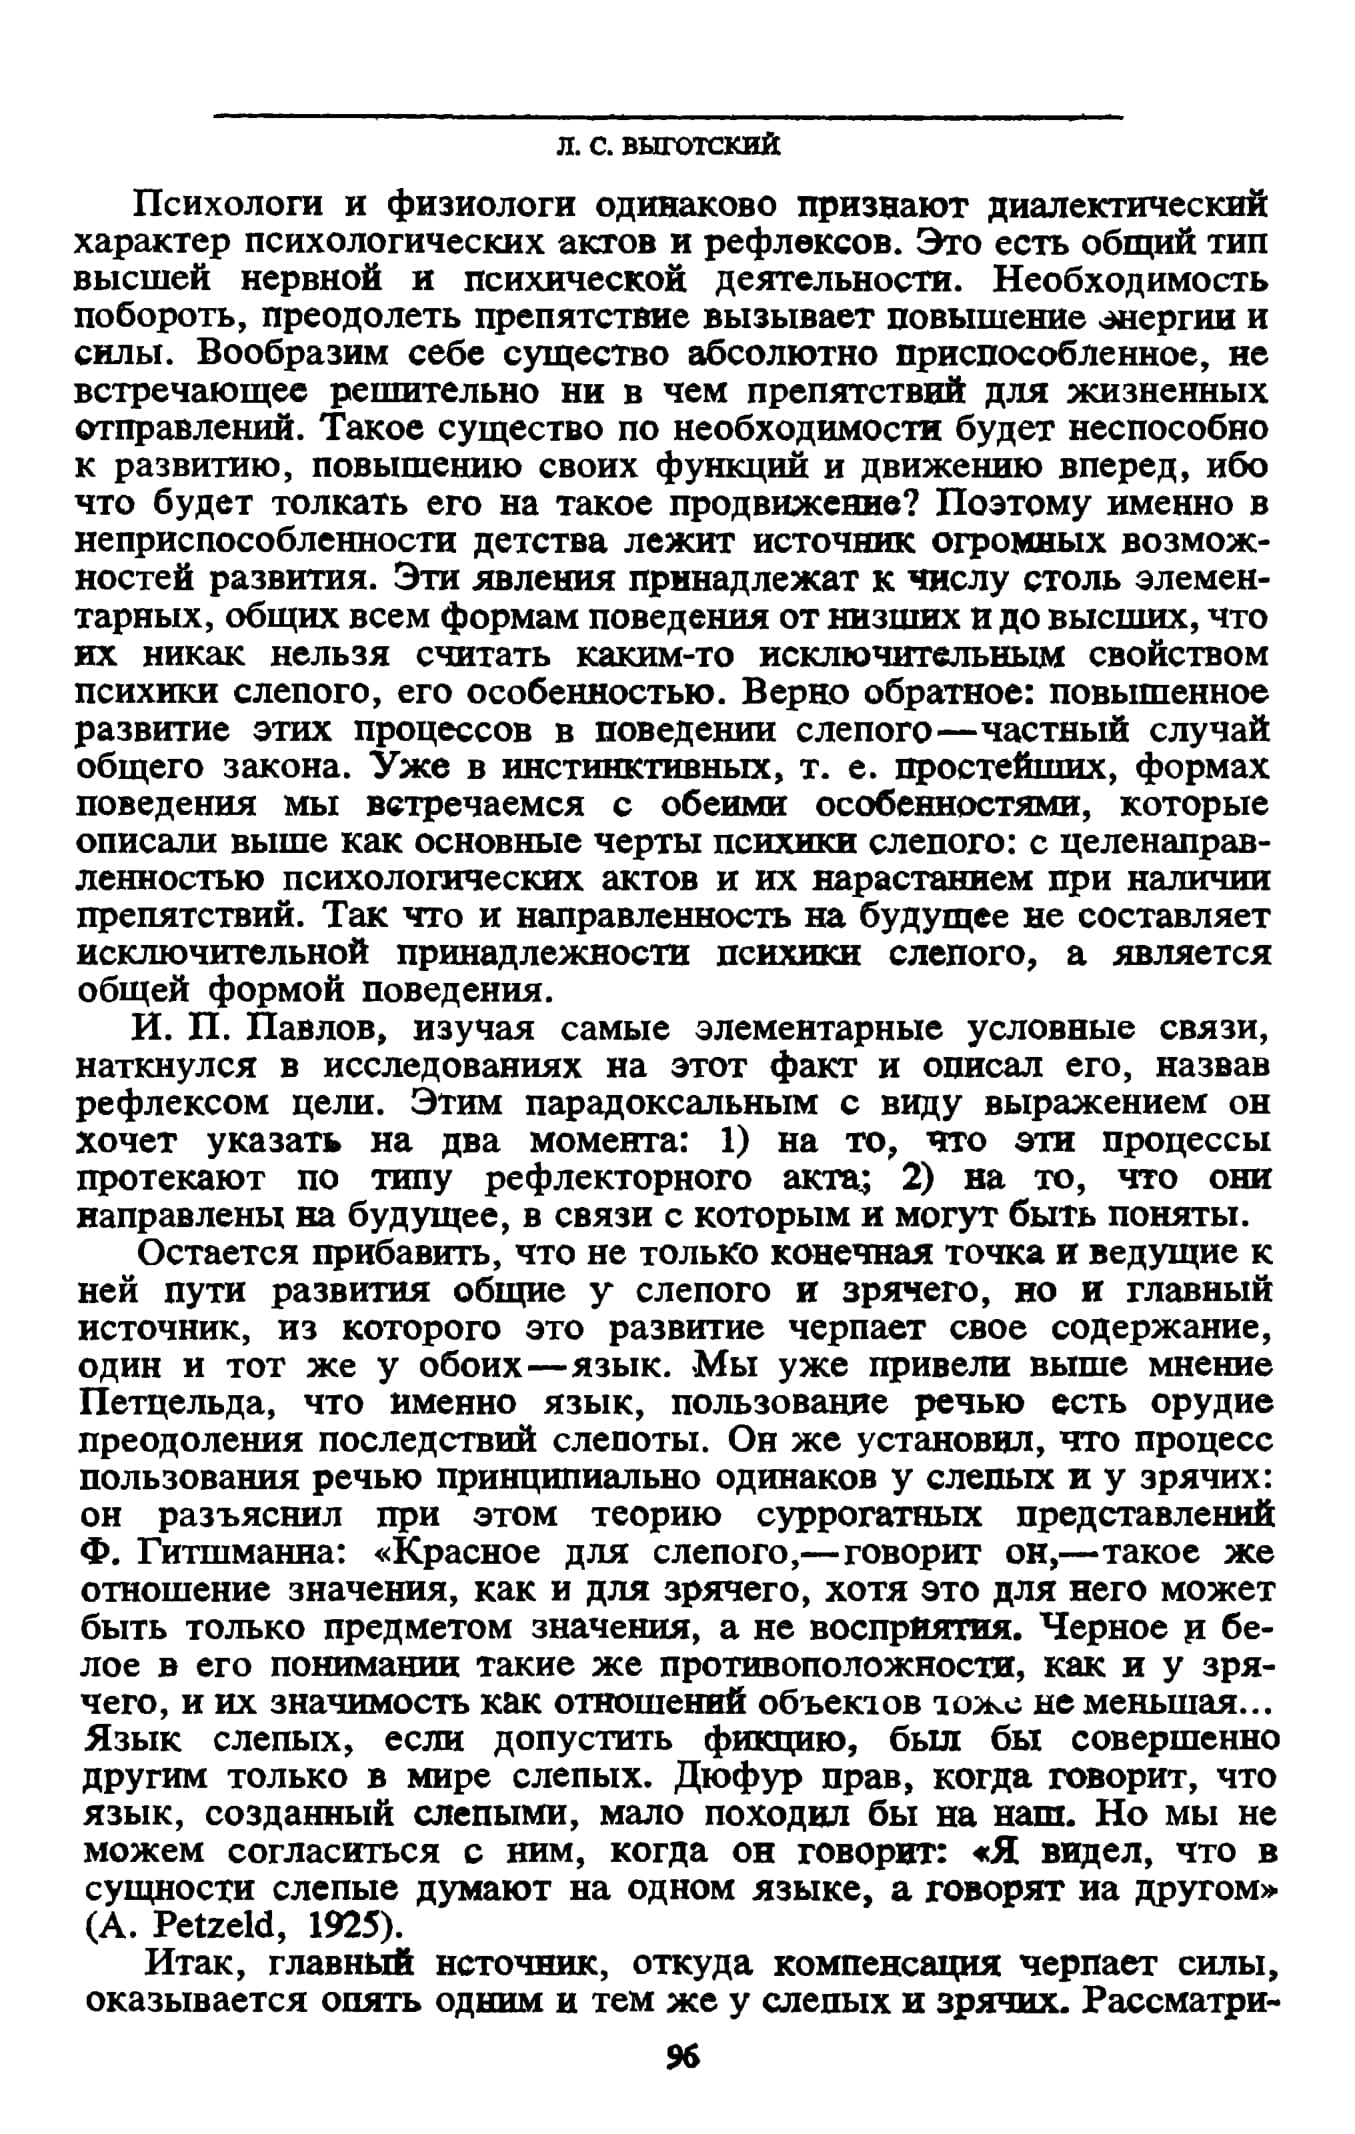 Л. С. ВЫГОТСКИЙ
Психологи и физиологи одинаково признают диалектический
характер психологических актов и рефлексов. Это есть общий тип
высшей нервной и психической деятельности. Необходимость
побороть, преодолеть препятствие вызывает повышение энергии и
силы. Вообразим себе существо абсолютно приспособленное, не
встречающее решительно ни в чем препятствий для жизненных
отправлений. Такое существо по необходимости будет неспособно
к развитию, повышению своих функций и движению вперед, ибо
что будет толкать его на такое продвижение? Поэтому именно в
неприспособленности детства лежит источник огромных возмож-
ностей развития. Эти явления принадлежат к числу столь элемен-
тарных, общих всем формам поведения от низших и до высших, что
их никак нельзя считать каким-то исключительным свойством
психики слепого, его особенностью. Верно обратное: повышенное
развитие этих процессов в поведении слепого—частный случай
общего закона. Уже в инстинктивных, т. е. простейших, формах
поведения мы встречаемся с обеими особенностями, которые
описали выше как основные черты психики слепого: с целенаправ-
ленностью психологических актов и их нарастанием при наличии
препятствий. Так что и направленность на будущее не составляет
исключительной принадлежности психики слепого, а является
общей формой поведения.
И. П. Павлов, изучая самые элементарные условные связи,
наткнулся в исследованиях на этот факт и описал его, назвав
рефлексом цели. Этим парадоксальным с виду выражением он
хочет указать на два момента: 1) на то, что эти процессы
протекают по типу рефлекторного акта; 2) на то, что они
направлены на будущее, в связи с которым и могут быть поняты.
Остается прибавить, что не только конечная точка и ведущие к
ней пути развития общие у слепого и зрячего, но и главный
источник, из которого это развитие черпает свое содержание,
один и тот же у обоих—язык. Мы уже привели выше мнение
Петцельда, что именно язык, пользование речью есть орудие
преодоления последствий слепоты. Он же установил, что процесс
пользования речью принципиально одинаков у слепых и у зрячих:
он разъяснил при этом теорию суррогатных представлений
Ф. Гитшманна: «Красное для слепого,—говорит он,—такое же
отношение значения, как и для зрячего, хотя это для него может
быть только предметом значения, а не восприятия. Черное и бе-
лое в его понимании такие же противоположности, как и у зря-
чего, и их значимость как отношений объектов тоже не меньшая...
Язык слепых, если допустить фикцию, был бы совершенно
другим только в мире слепых. Дюфур прав, когда говорит, что
язык, созданный слепыми, мало походил бы на наш. Но мы не
можем согласиться с ним, когда он говорит: «Я видел, что в
сущности слепые думают на одном языке, а говорят иа другом»
(A. Petzeld, 1925).
Итак, главный нсточник, откуда компенсация черпает силы,
оказывается опять одним и тем же у слепых и зрячих. Рассматри-
96